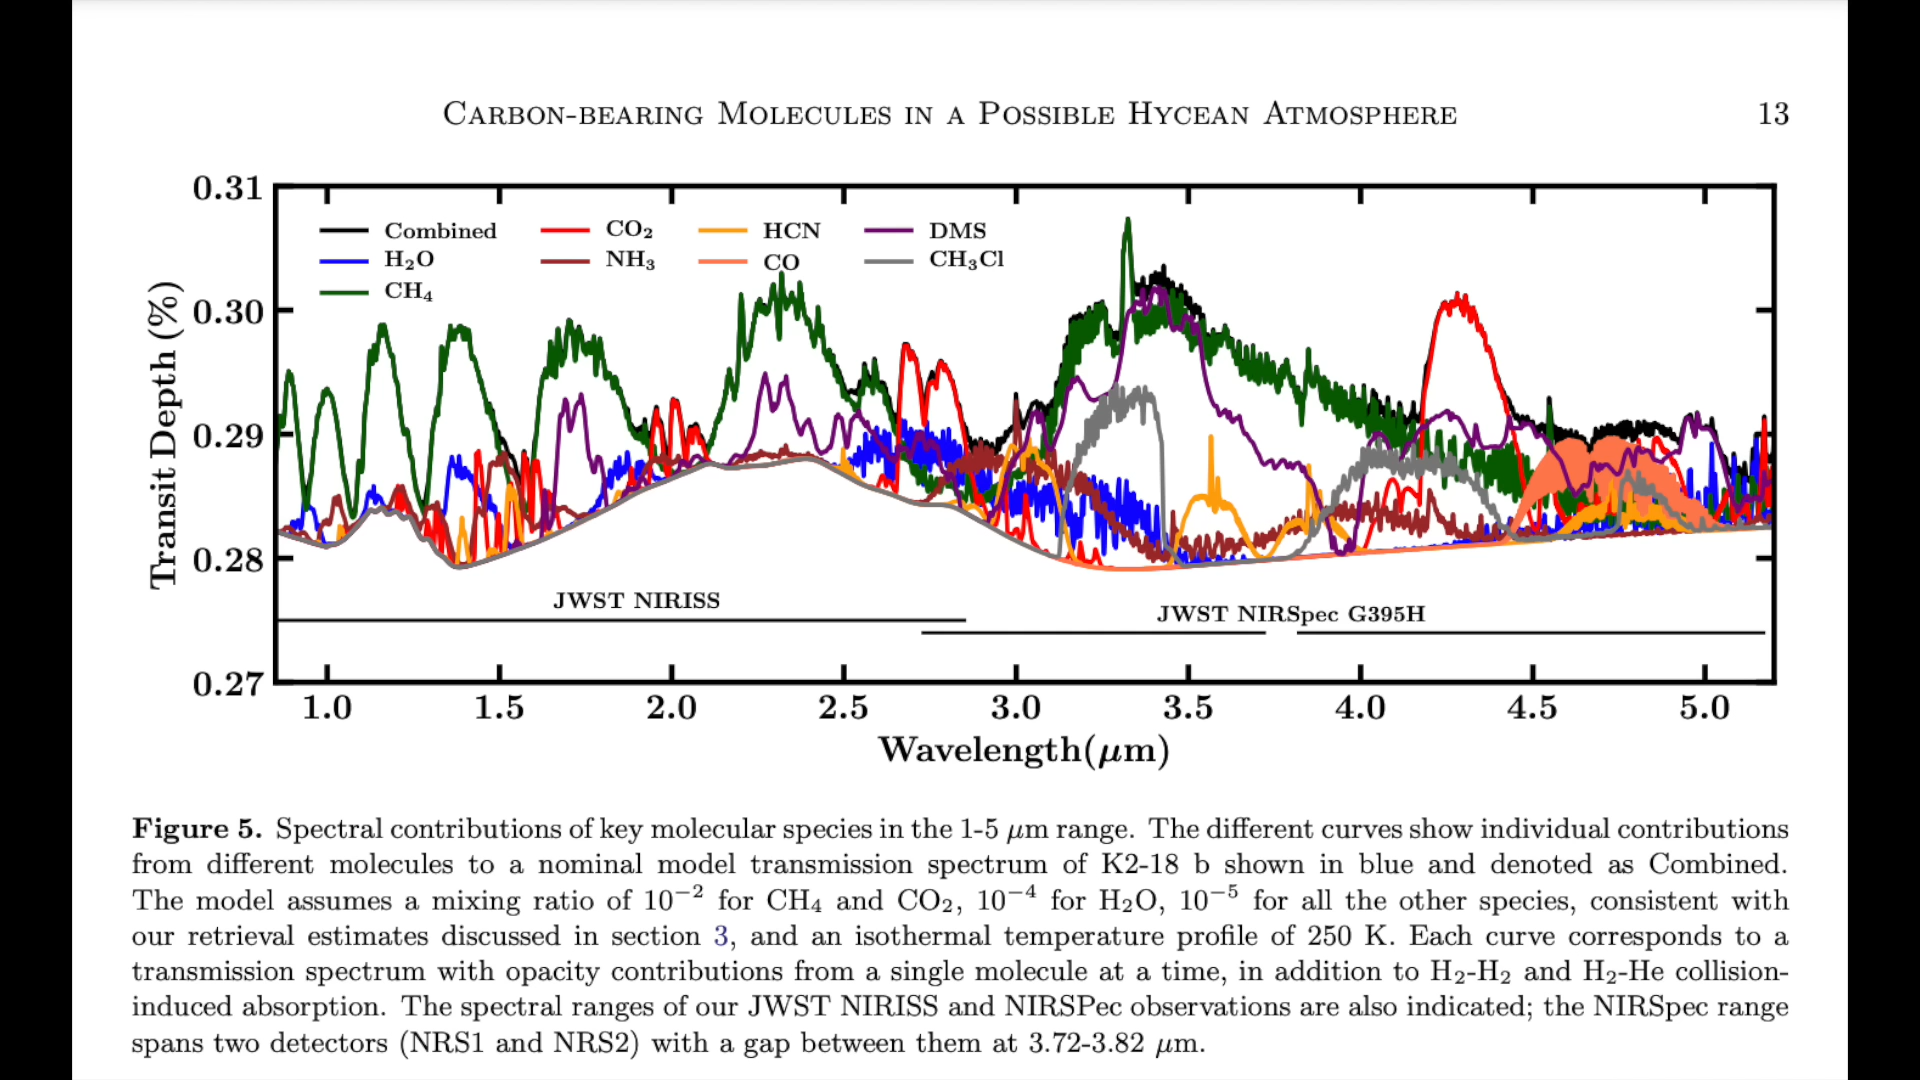 CARBON-BEARING MOLECULES IN A POSSIBLE HYCEAN ATMOSPHERE 13
0.31
0.30
0.29
0.28
0.27
Transit Depth (%)
Combined
H₂O
CH₄
CO₂
NH₃
HCN
CO
DMS
CH₃Cl
JWST NIRISS
JWST NIRSpec G395H
1.0 1.5 2.0 2.5 3.0 3.5 4.0 4.5 5.0
Wavelength(μm)
Figure 5. Spectral contributions of key molecular species in the 1-5 μm range. The different curves show individual contributions
from different molecules to a nominal model transmission spectrum of K2-18 b shown in blue and denoted as Combined.
The model assumes a mixing ratio of 10⁻² for CH₄ and CO₂, 10⁻⁴ for H₂O, 10⁻⁵ for all the other species, consistent with
our retrieval estimates discussed in section 3, and an isothermal temperature profile of 250 K. Each curve corresponds to a
transmission spectrum with opacity contributions from a single molecule at a time, in addition to H₂-H₂ and H₂-He collision-
induced absorption. The spectral ranges of our JWST NIRISS and NIRSPec observations are also indicated; the NIRSpec range
spans two detectors (NRS1 and NRS2) with a gap between them at 3.72-3.82 μm.